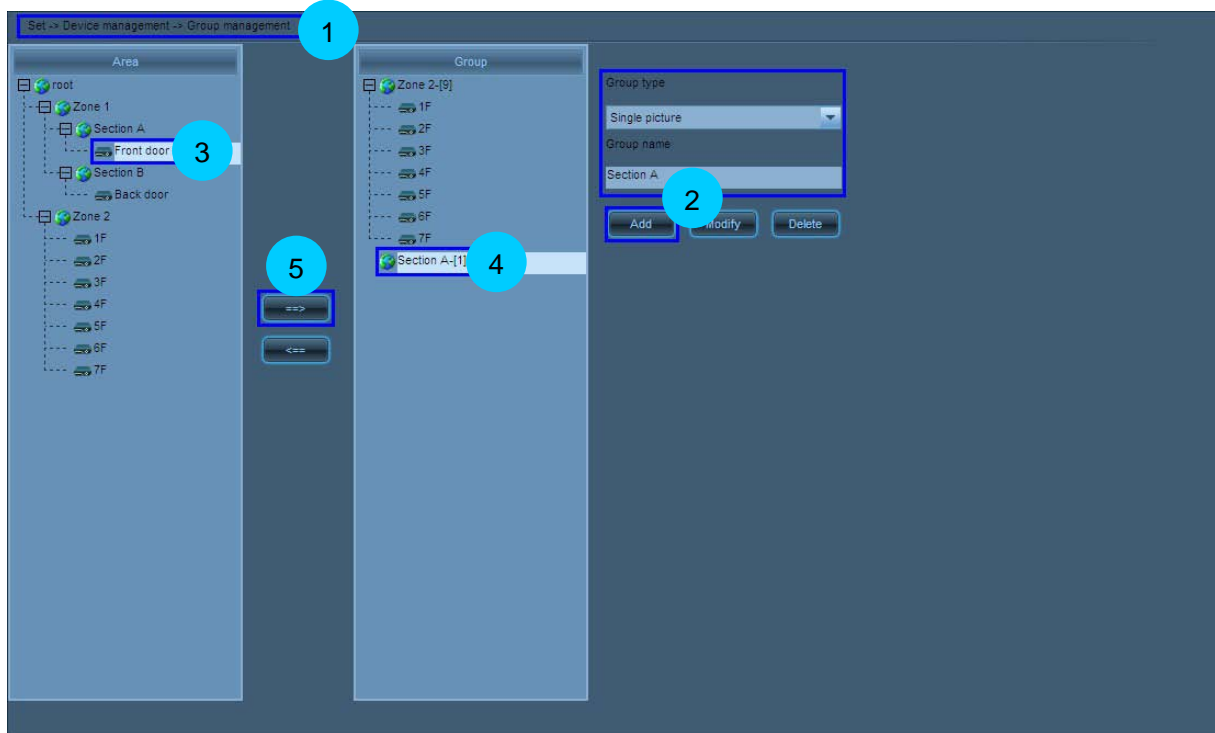 Set -> Device management -> Group management
1
Area
root
Zone 1
Section A
Front door
3
Section B
Back door
Zone 2
1F
2F
3F
4F
5F
6F
7F
5
==>
<==
Group
Zone 2-[9]
1F
2F
3F
4F
5F
6F
7F
Section A-[1]
4
Group type
Single picture
Group name
Section A
2
Add
Modify
Delete